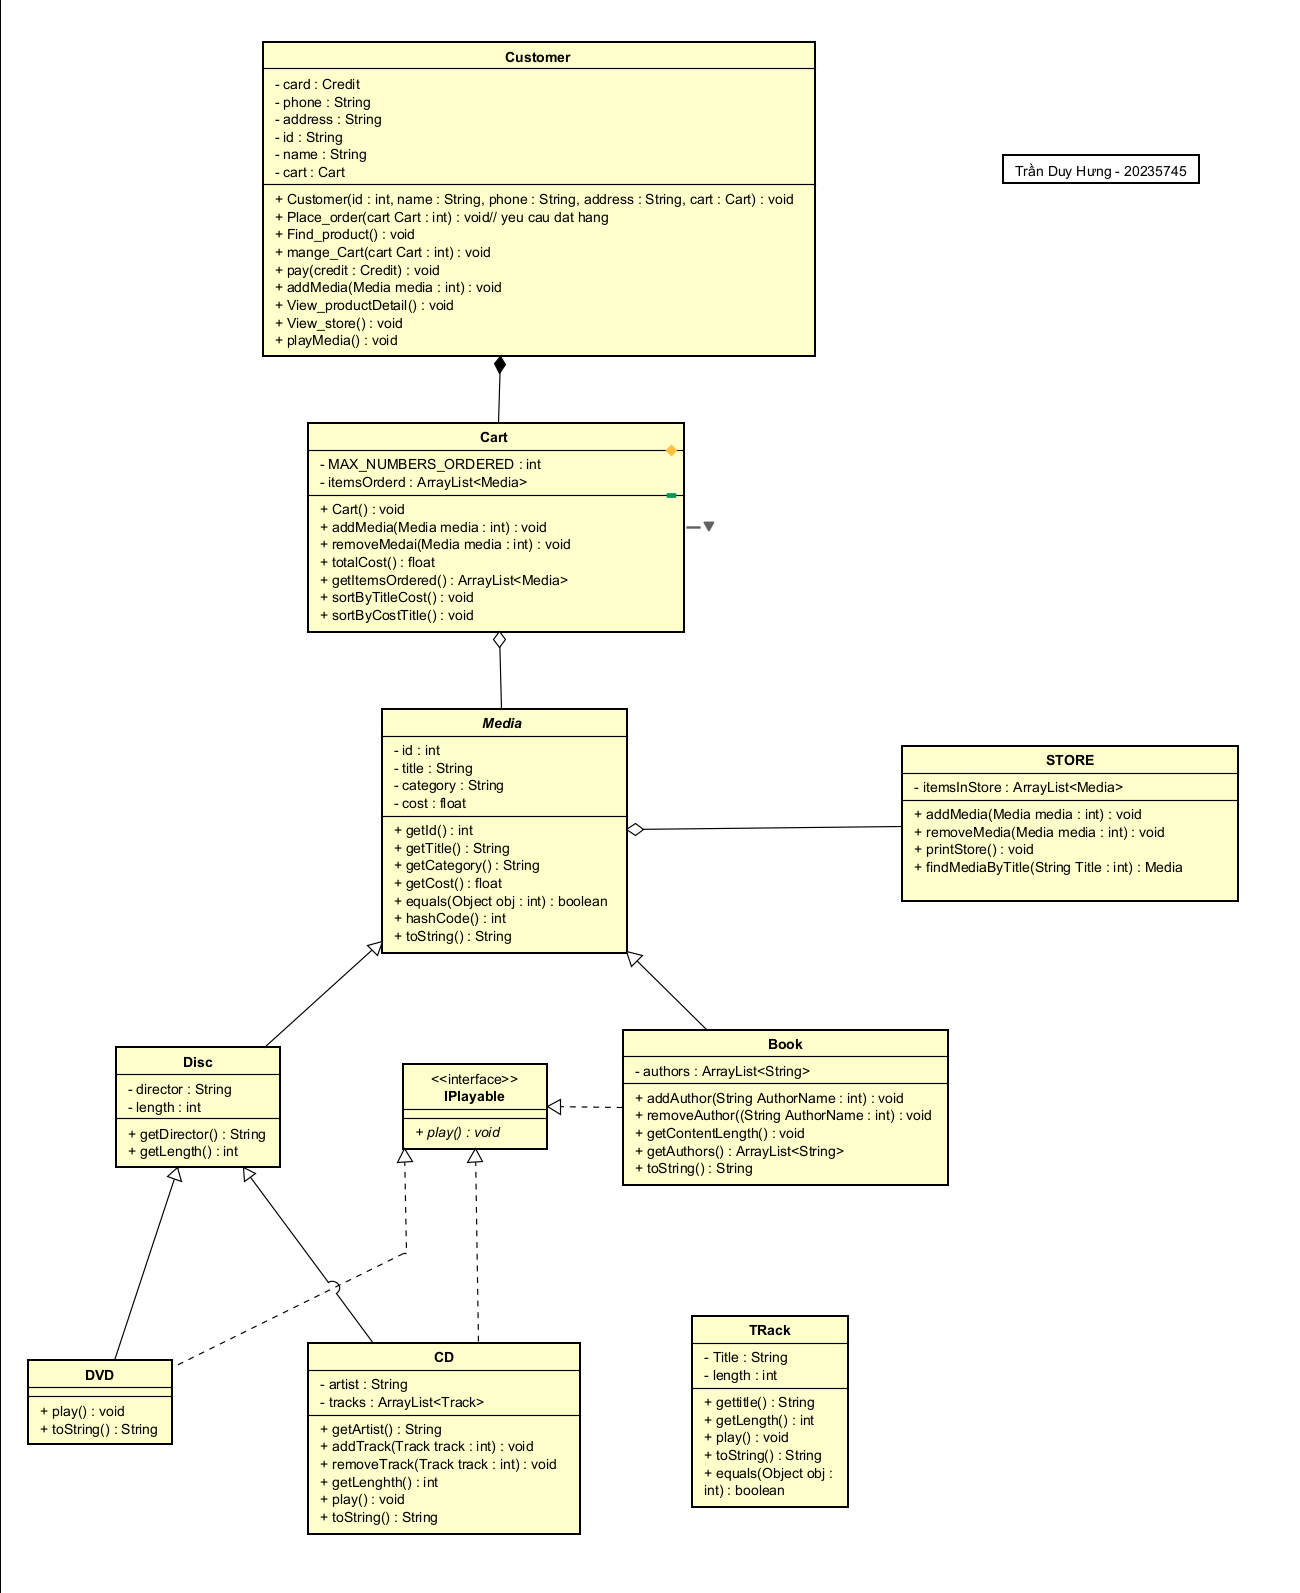 Customer
- card : Credit
- phone : String
- address : String
- id : String
- name : String
- cart : Cart
+ Customer(id : int, name : String, phone : String, address : String, cart : Cart) : void
+ Place_order(cart Cart : int) : void// yeu cau dat hang
+ Find_product() : void
+ mange_Cart(cart Cart : int) : void
+ pay(credit : Credit) : void
+ addMedia(Media media : int) : void
+ View_productDetail() : void
+ View_store() : void
+ playMedia() : void
Trần Duy Hưng - 20235745
Cart
- MAX_NUMBERS_ORDERED : int
- itemsOrderd : ArrayList<Media>
+ Cart() : void
+ addMedia(Media media : int) : void
+ removeMedai(Media media : int) : void
+ totalCost() : float
+ getItemsOrdered() : ArrayList<Media>
+ sortByTitleCost() : void
+ sortByCostTitle() : void
Media
- id : int
- title : String
- category : String
- cost : float
+ getId() : int
+ getTitle() : String
+ getCategory() : String
+ getCost() : float
+ equals(Object obj : int) : boolean
+ hashCode() : int
+ toString() : String
STORE
- itemsInStore : ArrayList<Media>
+ addMedia(Media media : int) : void
+ removeMedia(Media media : int) : void
+ printStore() : void
+ findMediaByTitle(String Title : int) : Media
Disc
- director : String
- length : int
+ getDirector() : String
+ getLength() : int
<<interface>>
IPlayable
+ play() : void
Book
- authors : ArrayList<String>
+ addAuthor(String AuthorName : int) : void
+ removeAuthor((String AuthorName : int) : void
+ getContentLength() : void
+ getAuthors() : ArrayList<String>
+ toString() : String
DVD
+ play() : void
+ toString() : String
CD
- artist : String
- tracks : ArrayList<Track>
+ getArtist() : String
+ addTrack(Track track : int) : void
+ removeTrack(Track track : int) : void
+ getLenghth() : int
+ play() : void
+ toString() : String
TRack
- Title : String
- length : int
+ gettitle() : String
+ getLength() : int
+ play() : void
+ toString() : String
+ equals(Object obj :
int) : boolean